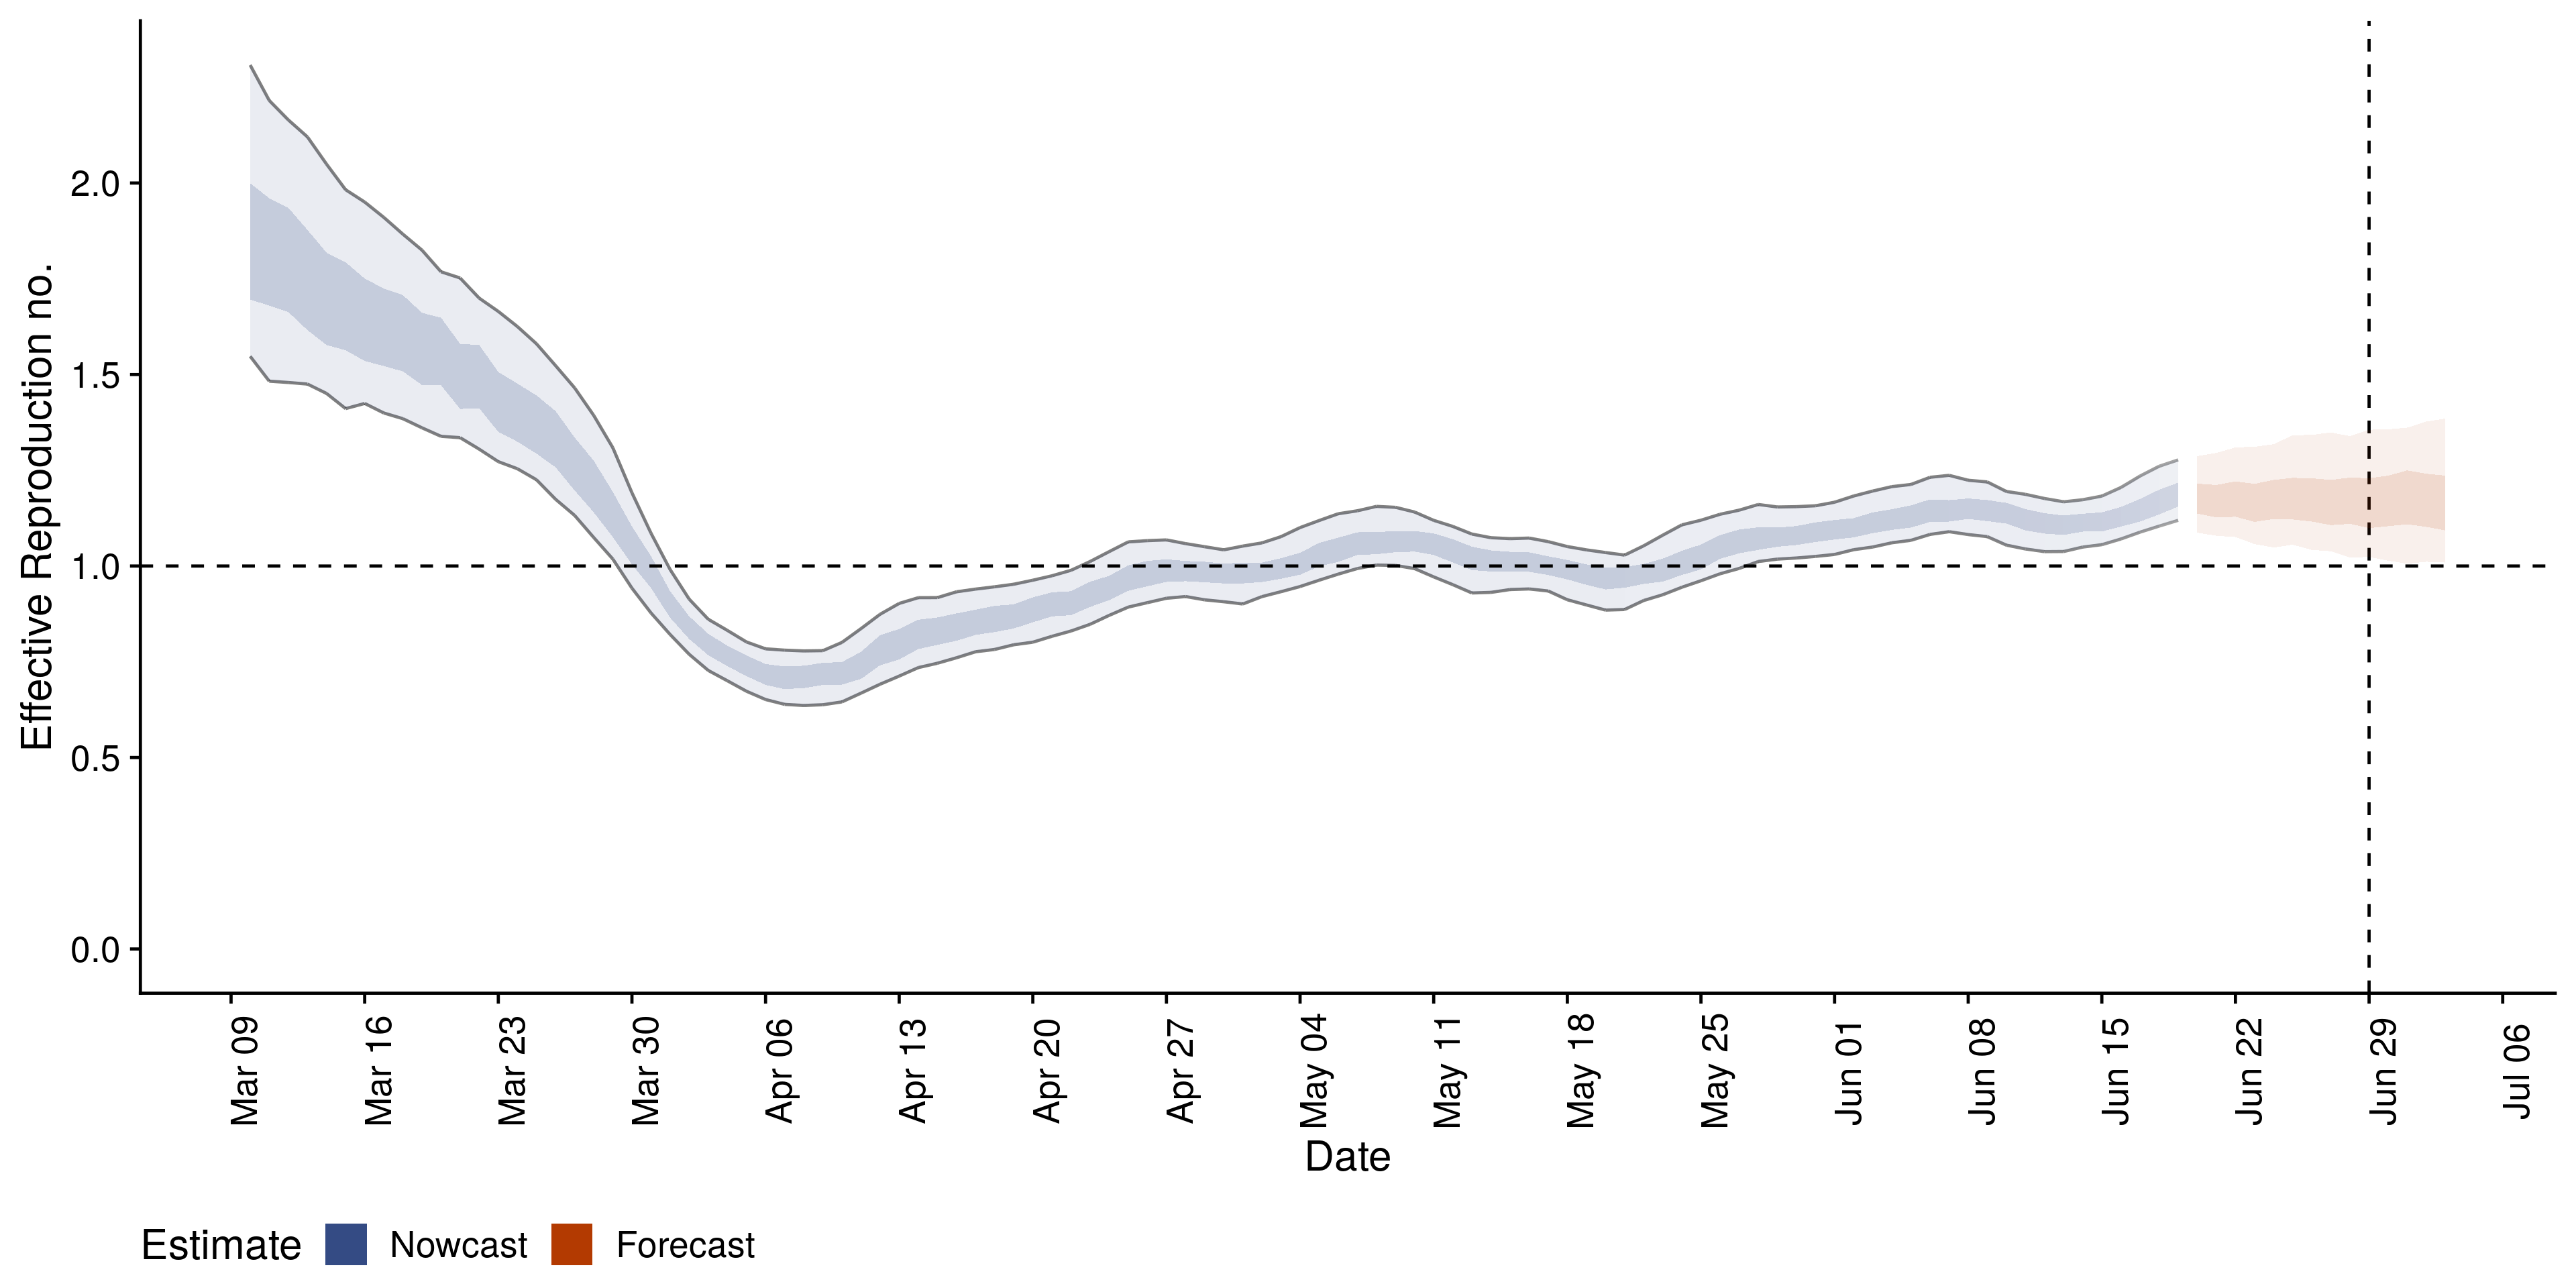 Effective Reproduction no.
2.0
1.5
1.0
0.5
0.0
Mar 09
Mar 16
Mar 23
Mar 30
Apr 06
Apr 13
Apr 20
Apr 27
May 04
May 11
May 18
May 25
Jun 01
Jun 08
Jun 15
Jun 22
Jun 29
Jul 06
Date
Estimate Nowcast Forecast